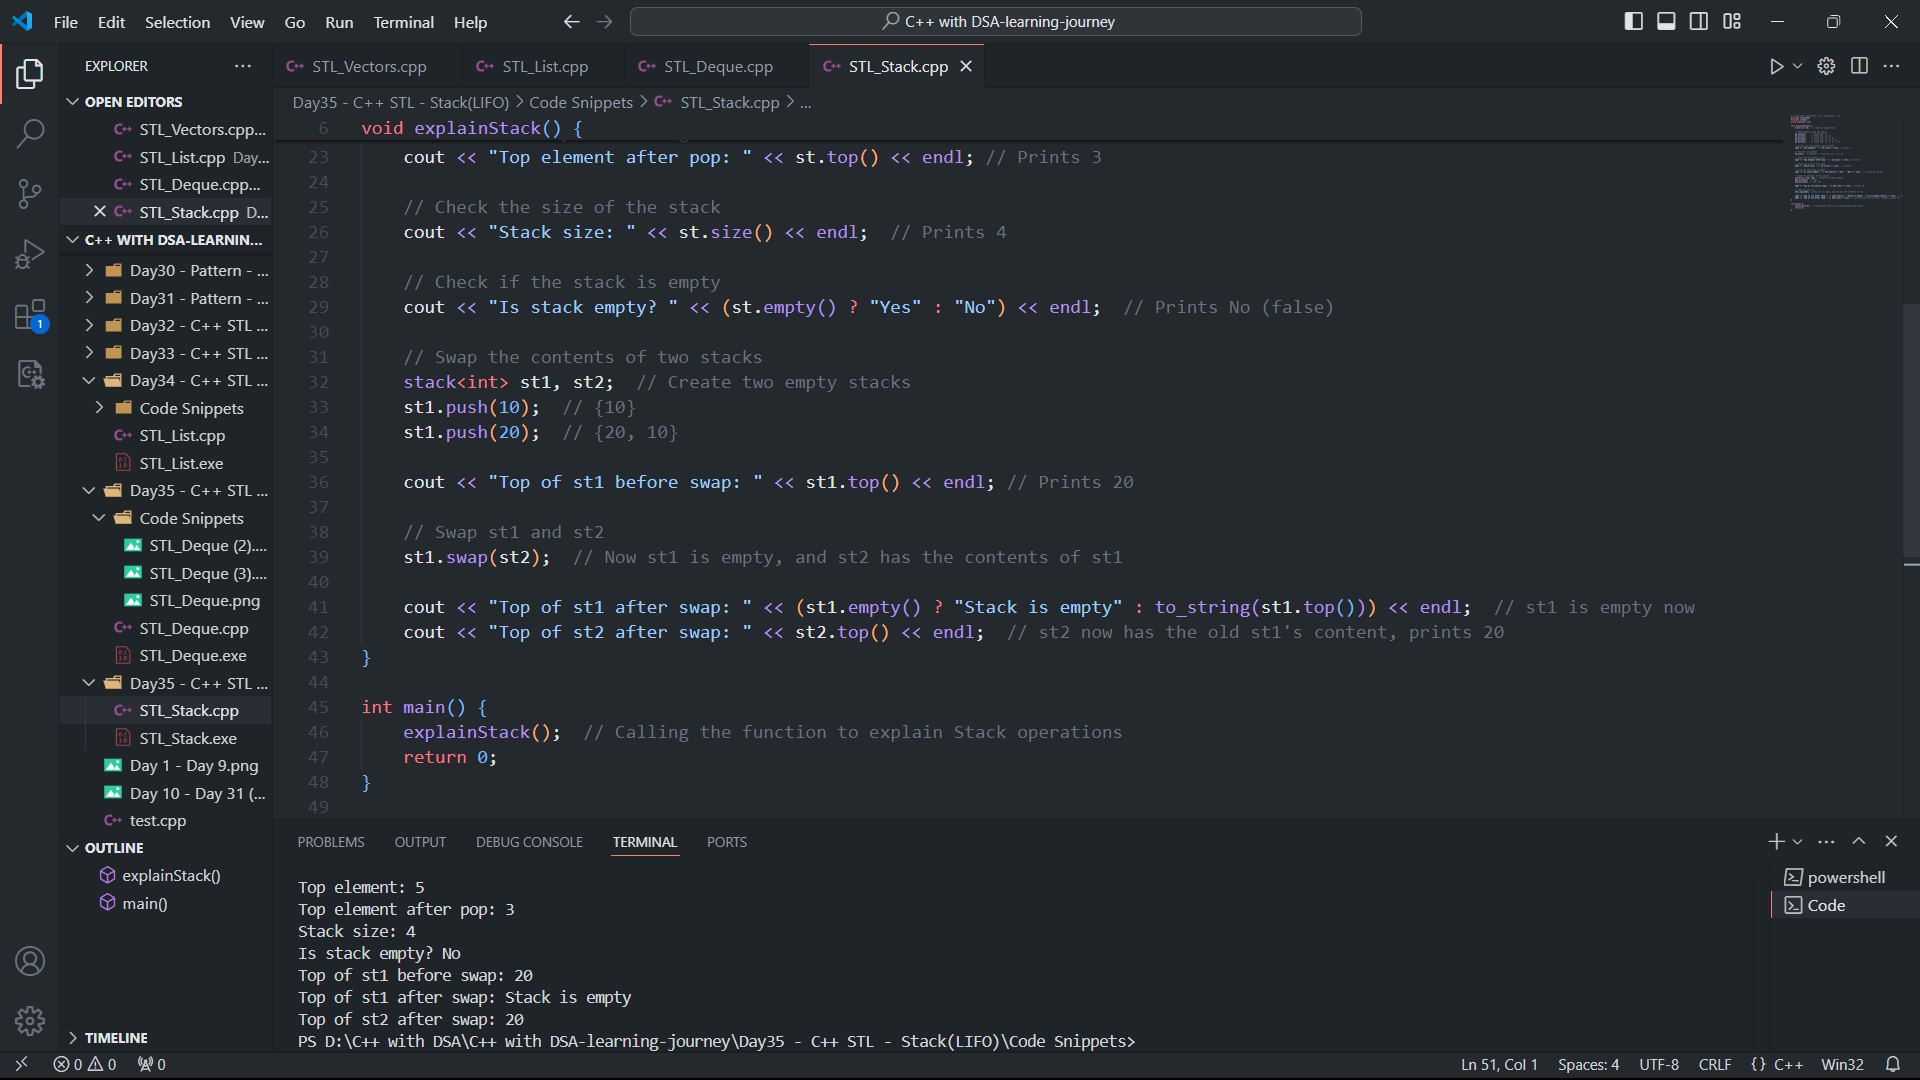 File Edit Selection View Go Run Terminal Help
C++ with DSA-learning-journey
EXPLORER
OPEN EDITORS
STL_Vectors.cpp...
STL_List.cpp Day...
STL_Deque.cpp...
STL_Stack.cpp D...
C++ WITH DSA-LEARNIN...
Day30 - Pattern - ...
Day31 - Pattern - ...
Day32 - C++ STL ...
Day33 - C++ STL ...
Day34 - C++ STL ...
Code Snippets
STL_List.cpp
STL_List.exe
Day35 - C++ STL ...
Code Snippets
STL_Deque (2)....
STL_Deque (3)....
STL_Deque.png
STL_Deque.cpp
STL_Deque.exe
Day35 - C++ STL ...
STL_Stack.cpp
STL_Stack.exe
Day 1 - Day 9.png
Day 10 - Day 31 (...
test.cpp
OUTLINE
explainStack()
main()
TIMELINE
1
STL_Vectors.cpp STL_List.cpp STL_Deque.cpp STL_Stack.cpp
Day35 - C++ STL - Stack(LIFO) > Code Snippets > STL_Stack.cpp > ...
6 void explainStack() {
23 cout << "Top element after pop: " << st.top() << endl; // Prints 3
24
25 // Check the size of the stack
26 cout << "Stack size: " << st.size() << endl;  // Prints 4
27
28 // Check if the stack is empty
29 cout << "Is stack empty? " << (st.empty() ? "Yes" : "No") << endl;  // Prints No (false)
30
31 // Swap the contents of two stacks
32 stack<int> st1, st2;  // Create two empty stacks
33 st1.push(10);  // {10}
34 st1.push(20);  // {20, 10}
35
36 cout << "Top of st1 before swap: " << st1.top() << endl; // Prints 20
37
38 // Swap st1 and st2
39 st1.swap(st2);  // Now st1 is empty, and st2 has the contents of st1
40
41 cout << "Top of st1 after swap: " << (st1.empty() ? "Stack is empty" : to_string(st1.top())) << endl;  // st1 is empty now
42 cout << "Top of st2 after swap: " << st2.top() << endl;  // st2 now has the old st1's content, prints 20
43 }
44
45 int main() {
46 explainStack();  // Calling the function to explain Stack operations
47 return 0;
48 }
49
PROBLEMS OUTPUT DEBUG CONSOLE TERMINAL PORTS
Top element: 5
Top element after pop: 3
Stack size: 4
Is stack empty? No
Top of st1 before swap: 20
Top of st1 after swap: Stack is empty
Top of st2 after swap: 20
PS D:\C++ with DSA\C++ with DSA-learning-journey\Day35 - C++ STL - Stack(LIFO)\Code Snippets>
powershell
Code
0 0 0
Ln 51, Col 1 Spaces: 4 UTF-8 CRLF {} C++ Win32